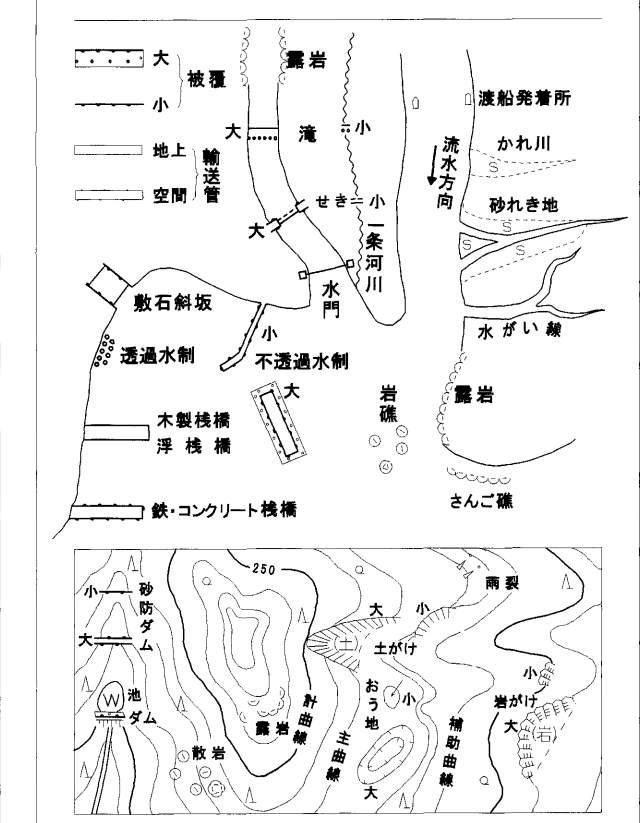 大
被覆
小
地上
輸送管
空間
露岩
大
滝
小
せき
小
大
一条河川
水門
渡船発着所
流水方向
かれ川
S
砂れき地
S
S
S
水がい線
敷石斜坂
透過水制
小
不透過水制
大
岩礁
露岩
木製桟橋
浮桟橋
さんご礁
鉄・コンクリート桟橋
小
砂防ダム
大
池
W
ダム
250
露岩
散岩
計曲線
主曲線
大
小
土がけ
土
おう地
小
大
補助曲線
雨裂
小
岩がけ
大
(岩)